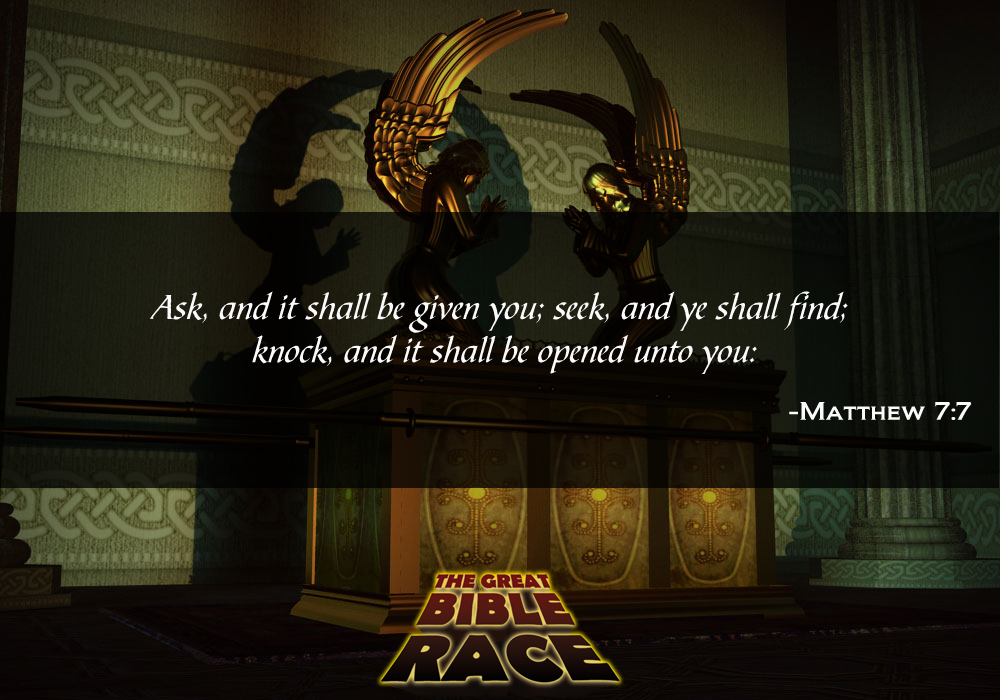 Ask, and it shall be given you; seek, and ye shall find;
knock, and it shall be opened unto you:
-Matthew 7:7
THE GREAT
BIBLE
RACE